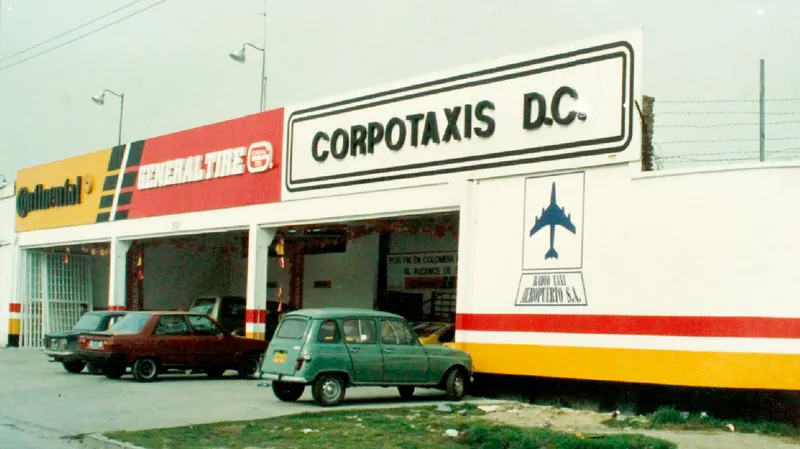 Continental
GENERAL TIRE
CORPOTAXIS D.C.
POR FIN EN COLOMBIA
AL ALCANCE DE
RADIO TAXI
AEROPUERTO S.A.